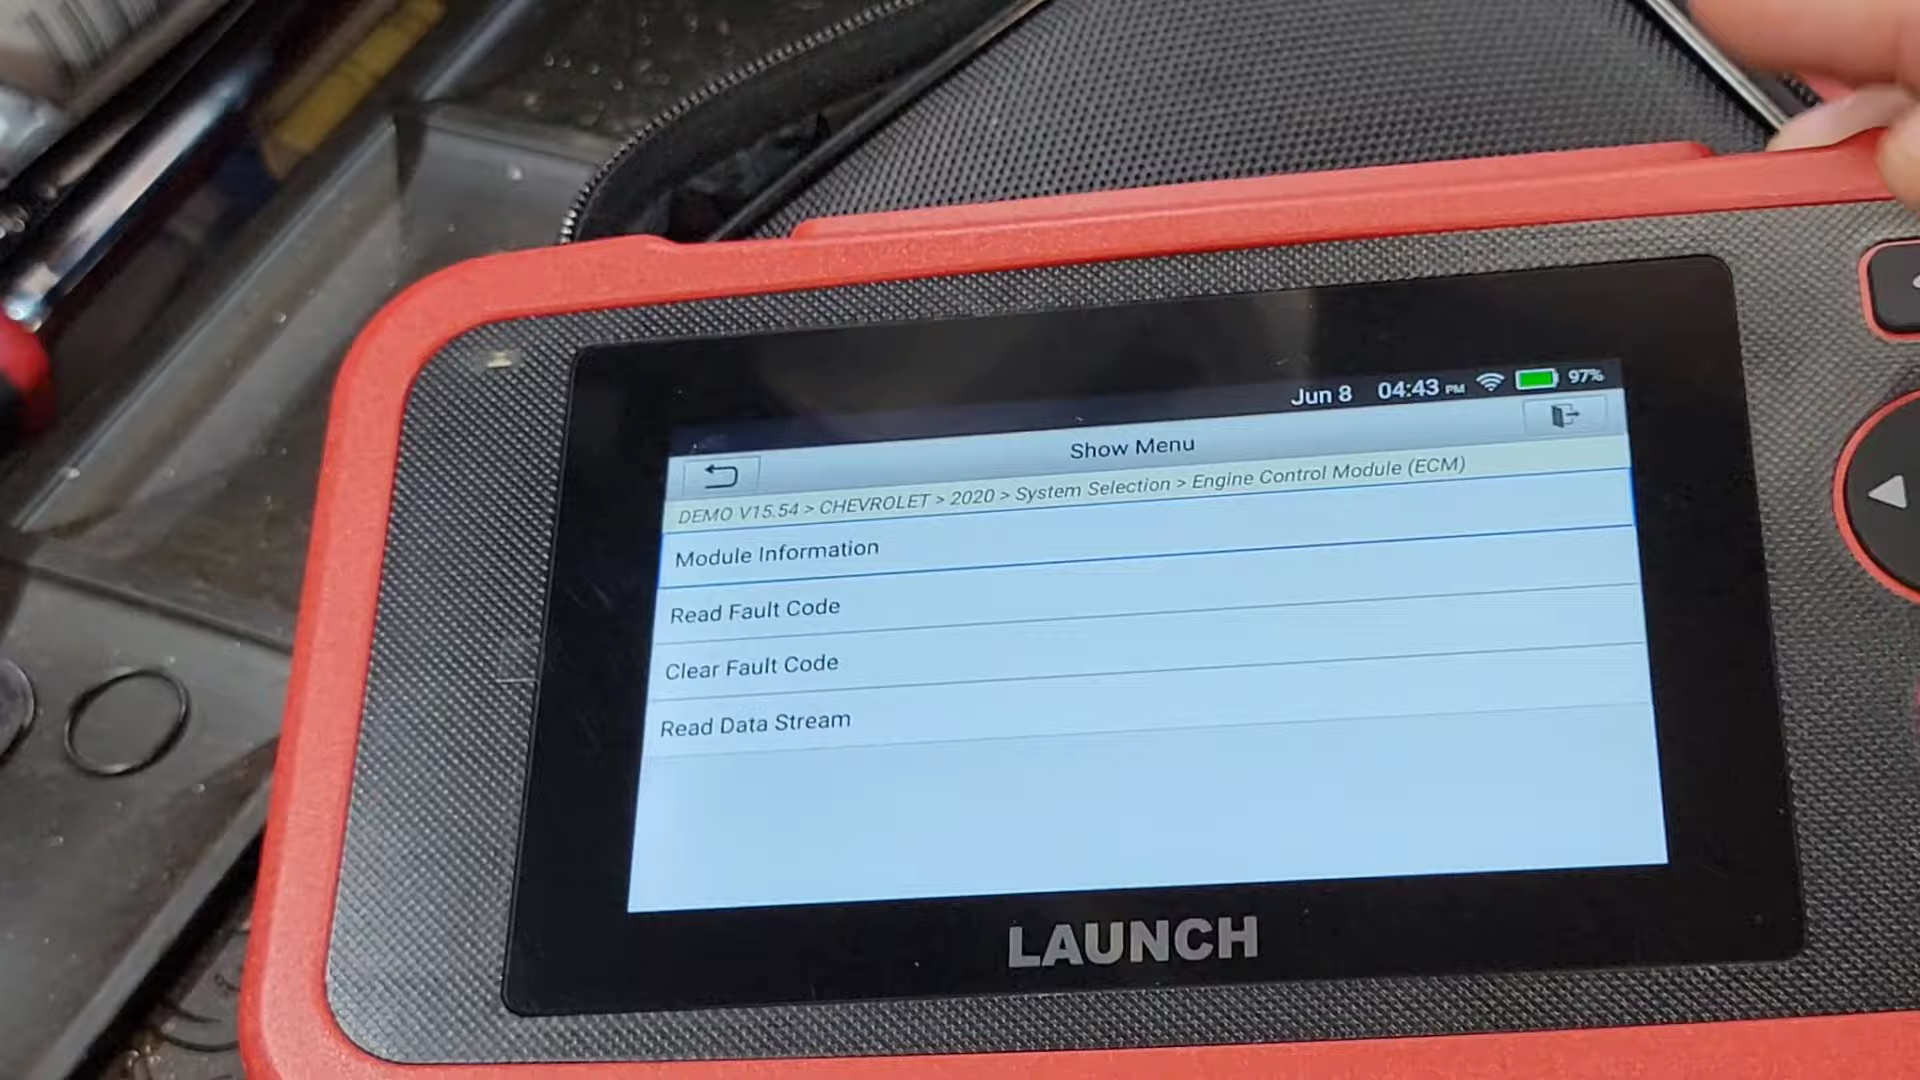 Jun 8 04:43 PM 97%
Show Menu
DEMO V15.54 > CHEVROLET > 2020 > System Selection > Engine Control Module (ECM)
Module Information
Read Fault Code
Clear Fault Code
Read Data Stream
LAUNCH